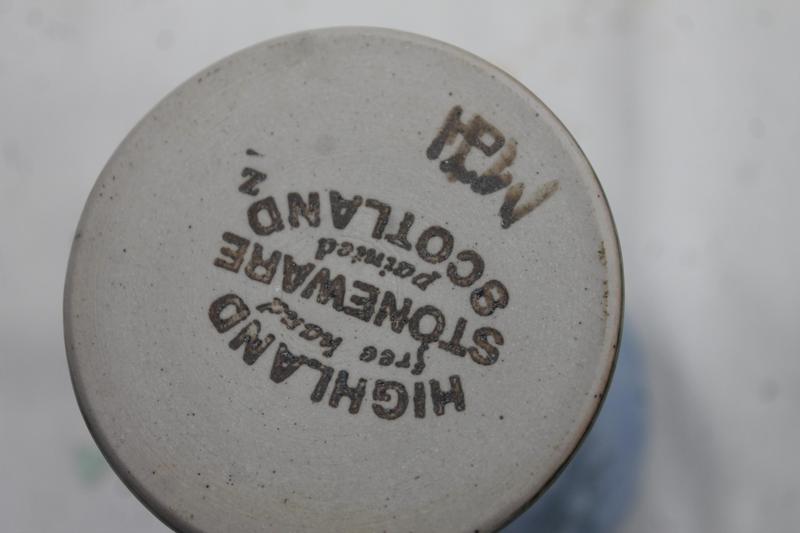 HIGHLAND
free hand
STONEWARE
painted
SCOTLAND